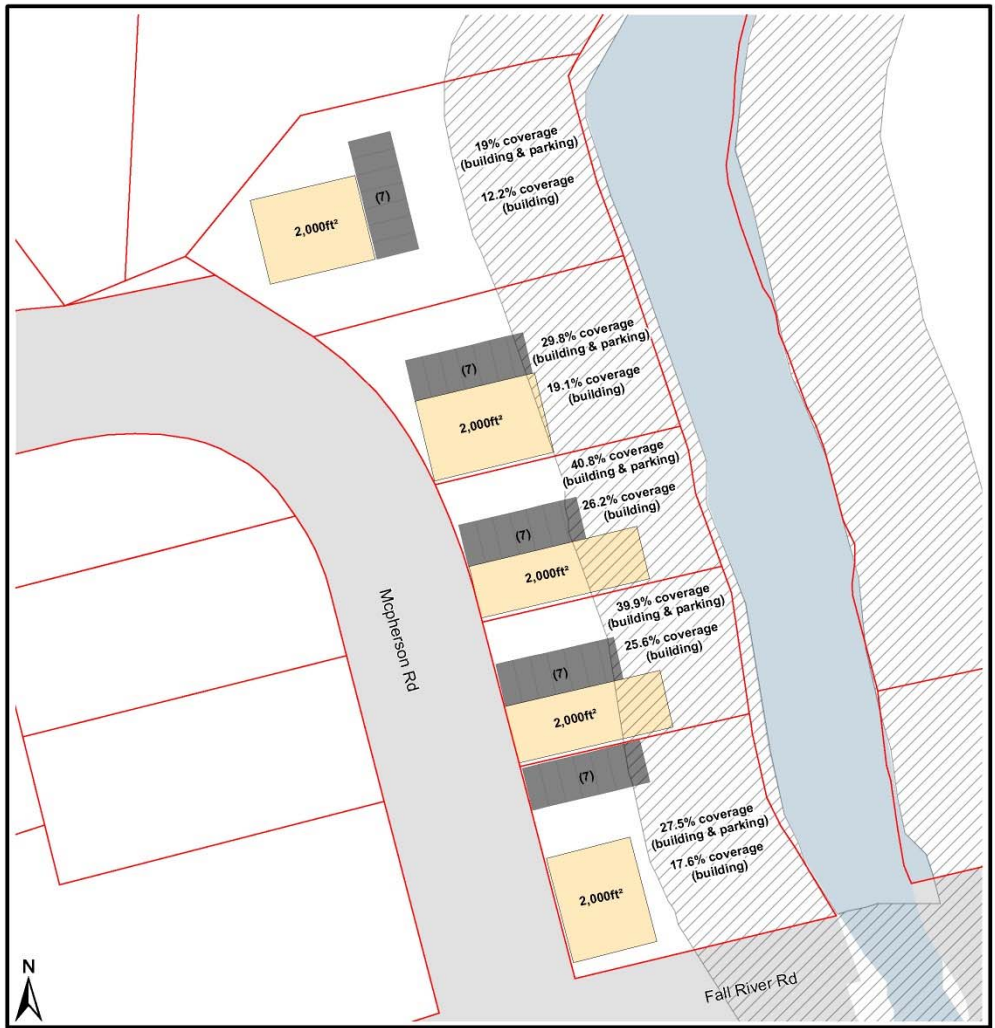 19% coverage
(building & parking)
12.2% coverage
(building)
(7)
2,000ft²
29.8% coverage
(building & parking)
(7)
19.1% coverage
(building)
2,000ft²
40.8% coverage
(building & parking)
26.2% coverage
(building)
(7)
2,000ft²
39.9% coverage
(building & parking)
25.6% coverage
(building)
(7)
2,000ft²
(7)
27.5% coverage
(building & parking)
17.6% coverage
(building)
2,000ft²
Mcpherson Rd
Fall River Rd
N